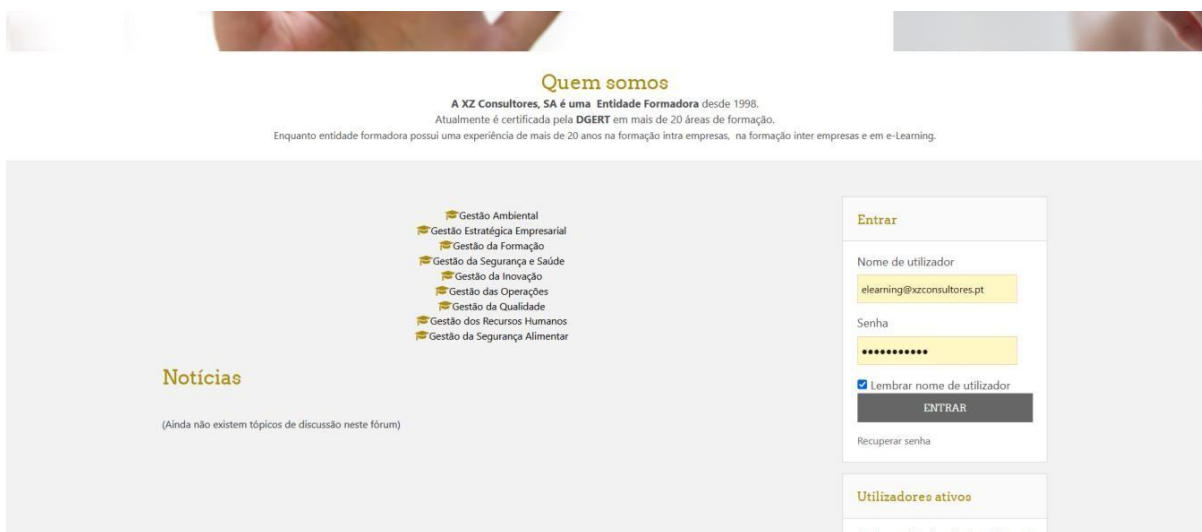 Quem somos
A XZ Consultores, SA é uma Entidade Formadora desde 1998.
Atualmente é certificada pela DGERT em mais de 20 áreas de formação.
Enquanto entidade formadora possui uma experiência de mais de 20 anos na formação intra empresas, na formação inter empresas e em e-Learning.
Gestão Ambiental
Gestão Estratégica Empresarial
Gestão da Formação
Gestão da Segurança e Saúde
Gestão da Inovação
Gestão das Operações
Gestão da Qualidade
Gestão dos Recursos Humanos
Gestão da Segurança Alimentar
Notícias
(Ainda não existem tópicos de discussão neste fórum)
Entrar
Nome de utilizador
elearning@xzconsultores.pt
Senha
•••••••••••
Lembrar nome de utilizador
ENTRAR
Recuperar senha
Utilizadores ativos